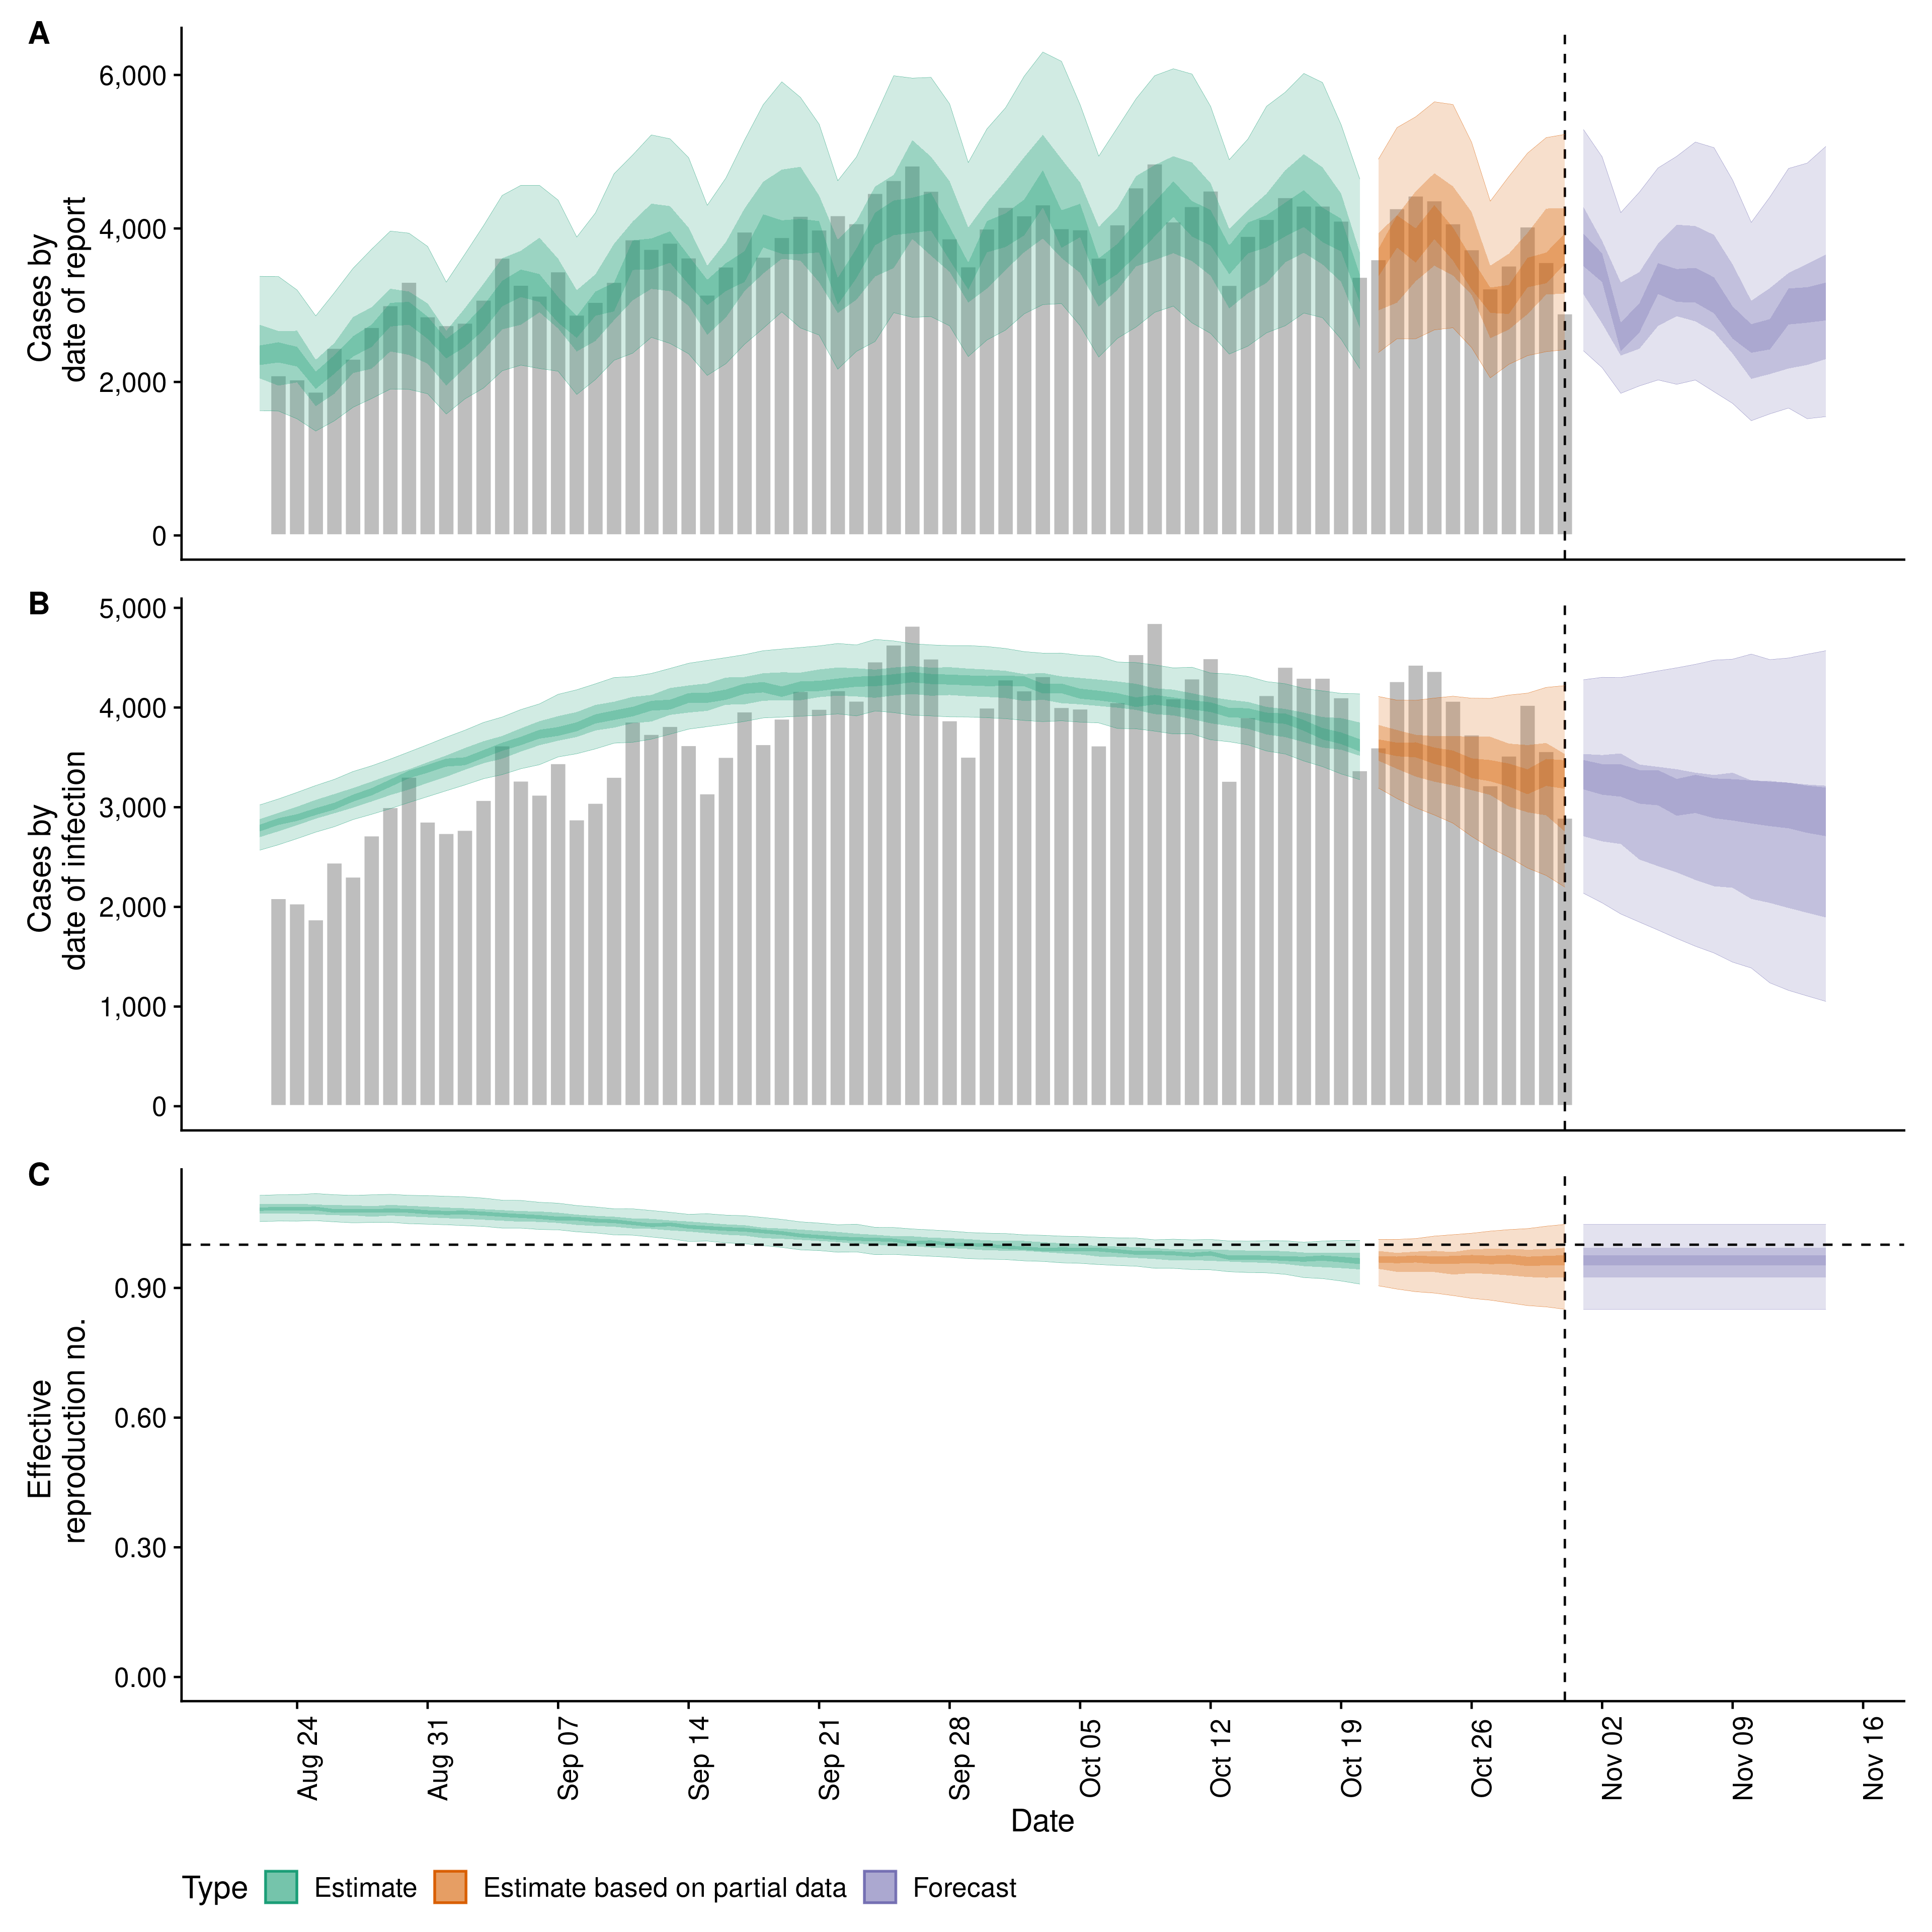 A
Cases by
date of report
6,000
4,000
2,000
0
B
Cases by
date of infection
5,000
4,000
3,000
2,000
1,000
0
C
Effective
reproduction no.
0.90
0.60
0.30
0.00
Aug 24
Aug 31
Sep 07
Sep 14
Sep 21
Sep 28
Oct 05
Oct 12
Oct 19
Oct 26
Nov 02
Nov 09
Nov 16
Date
Type Estimate Estimate based on partial data Forecast